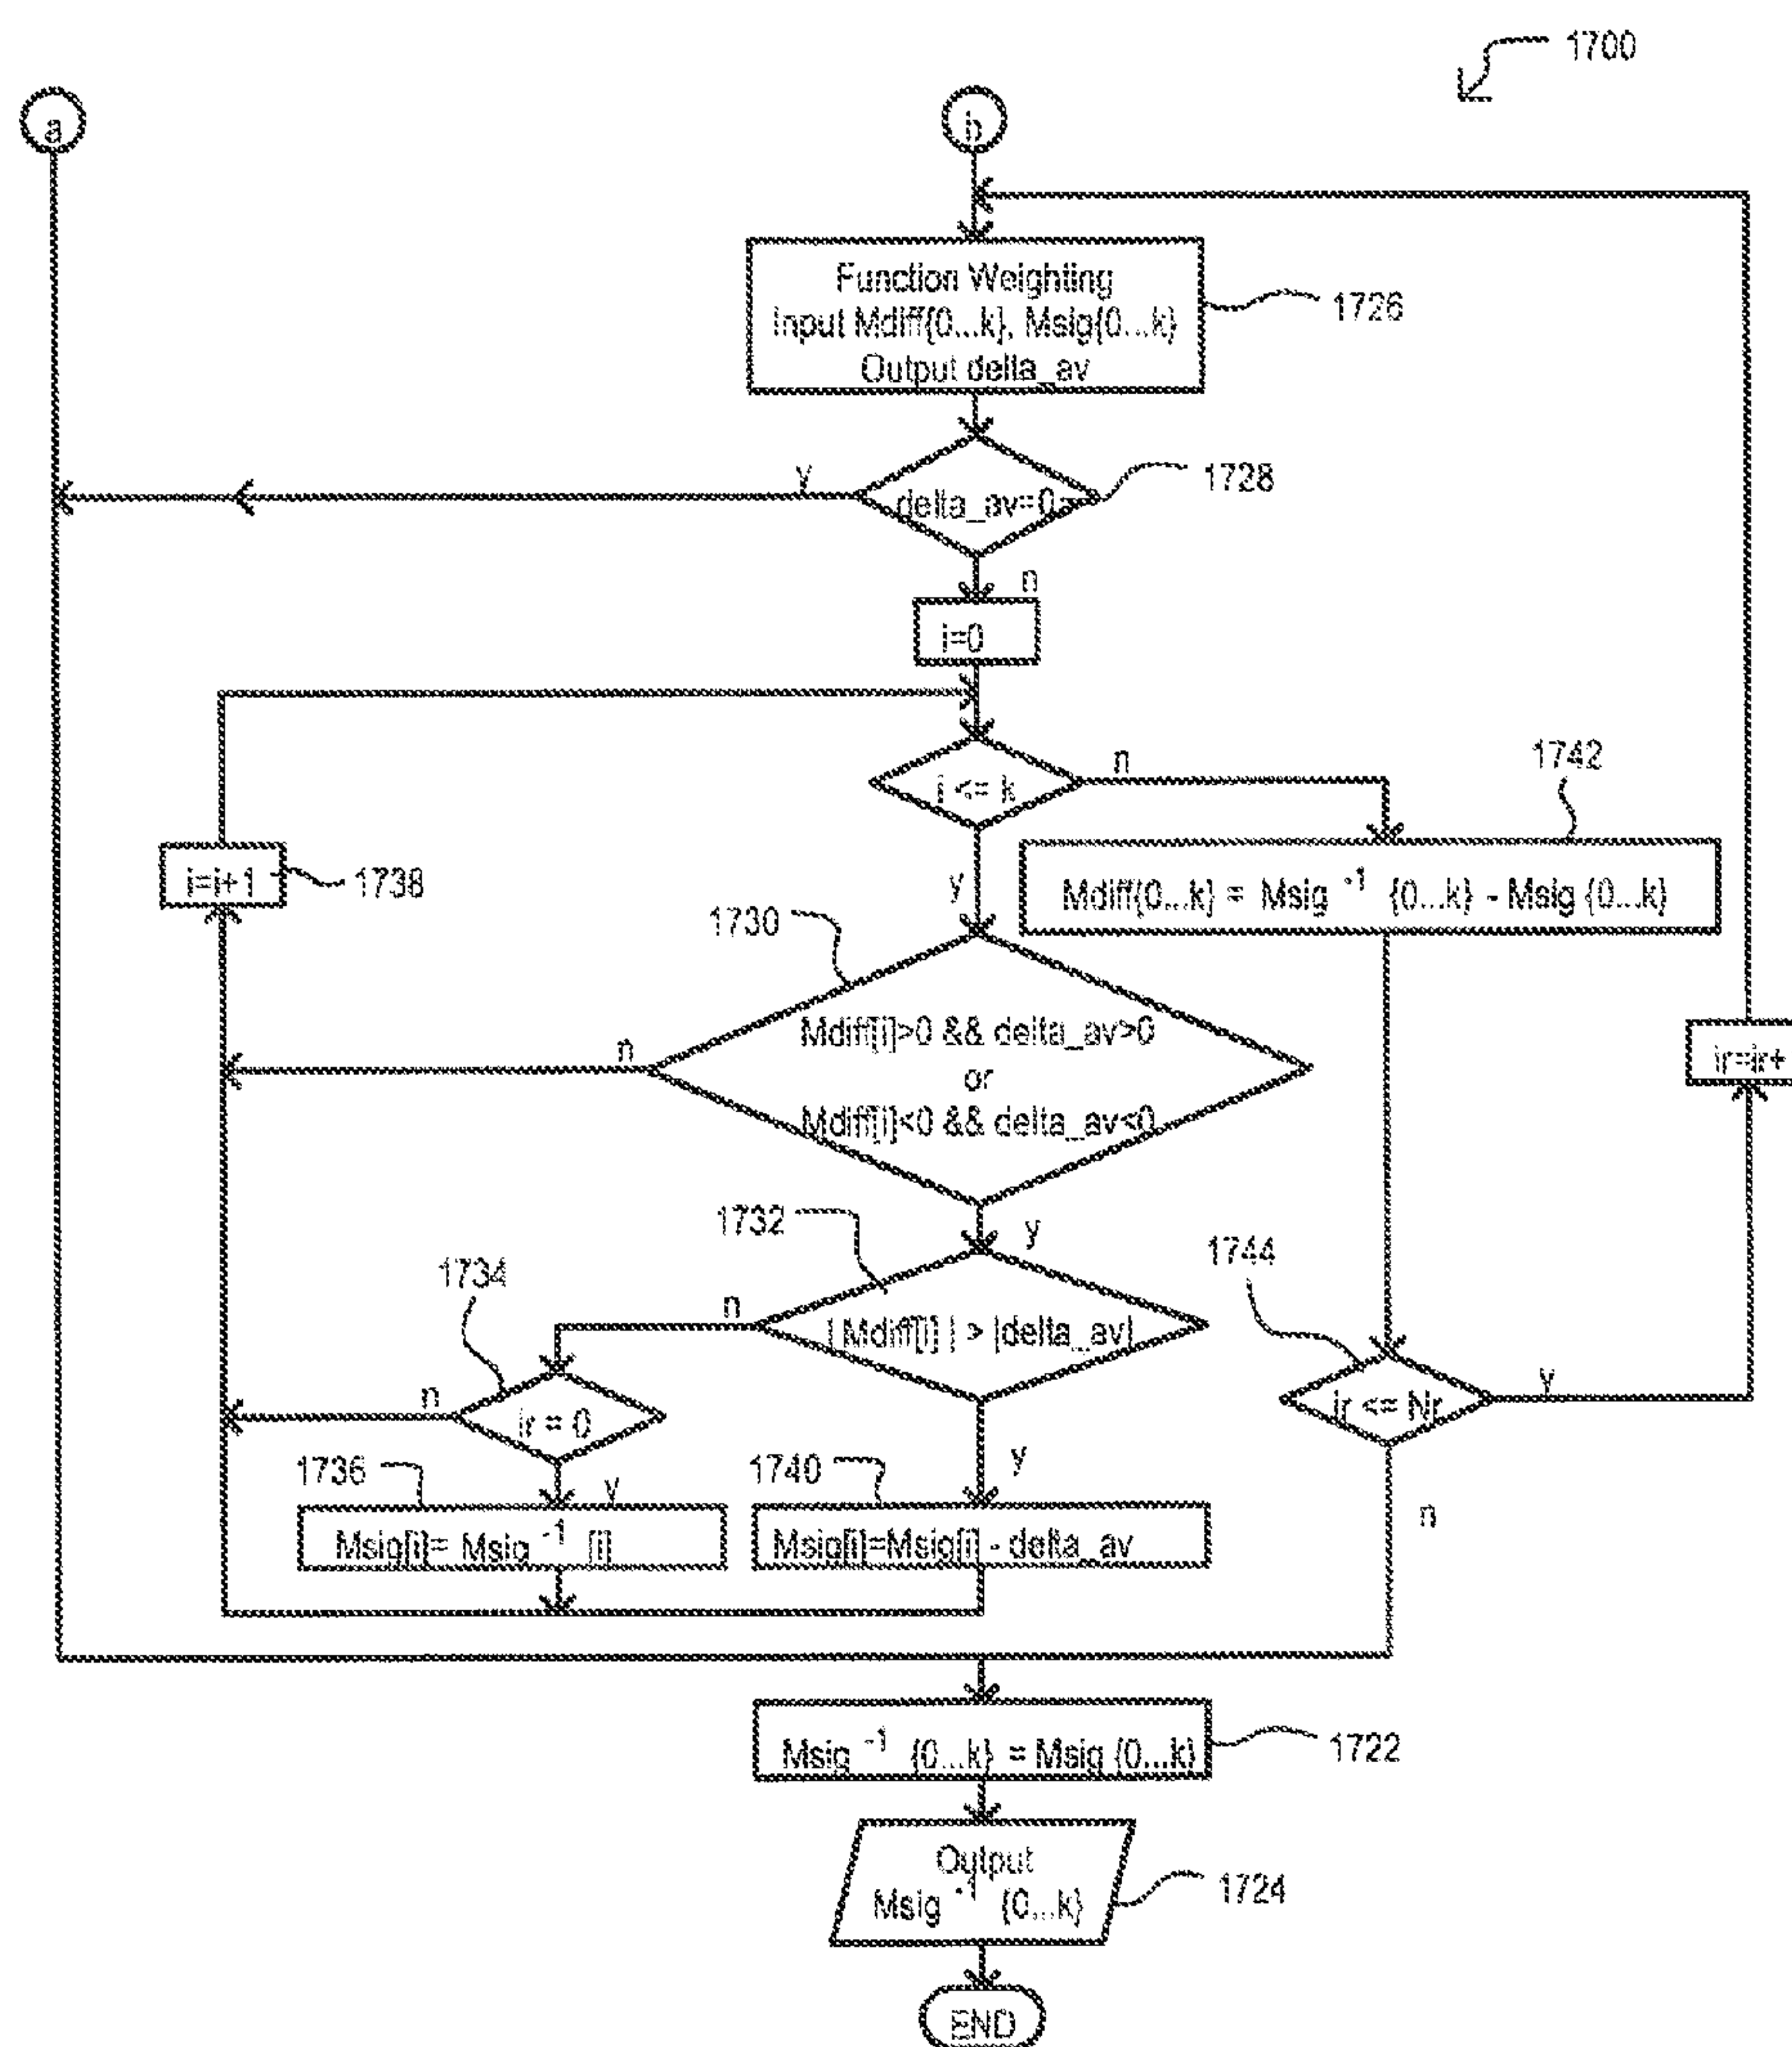 1700
a
b
Function Weighting
Input Mdiff{0...k}, Msig{0...k}
Output delta_av
1726
y
delta_av=0
1728
n
i=0
i <= k
n
1742
y
Mdiff{0...k} = Msig -1 {0...k} - Msig {0...k}
i=i+1
1738
1730
Mdiff[i]>0 && delta_av>0
or
Mdiff[i]<0 && delta_av<0
n
ir=ir+
y
1732
| Mdiff[i] | > |delta_av|
n
1734
1744
ir <= Nr
y
n
ir = 0
n
y
1736
Msig[i]= Msig -1 [i]
y
1740
Msig[i]=Msig[i] - delta_av
Msig -1 {0...k} = Msig {0...k}
1722
Output
Msig -1 {0...k}
1724
END